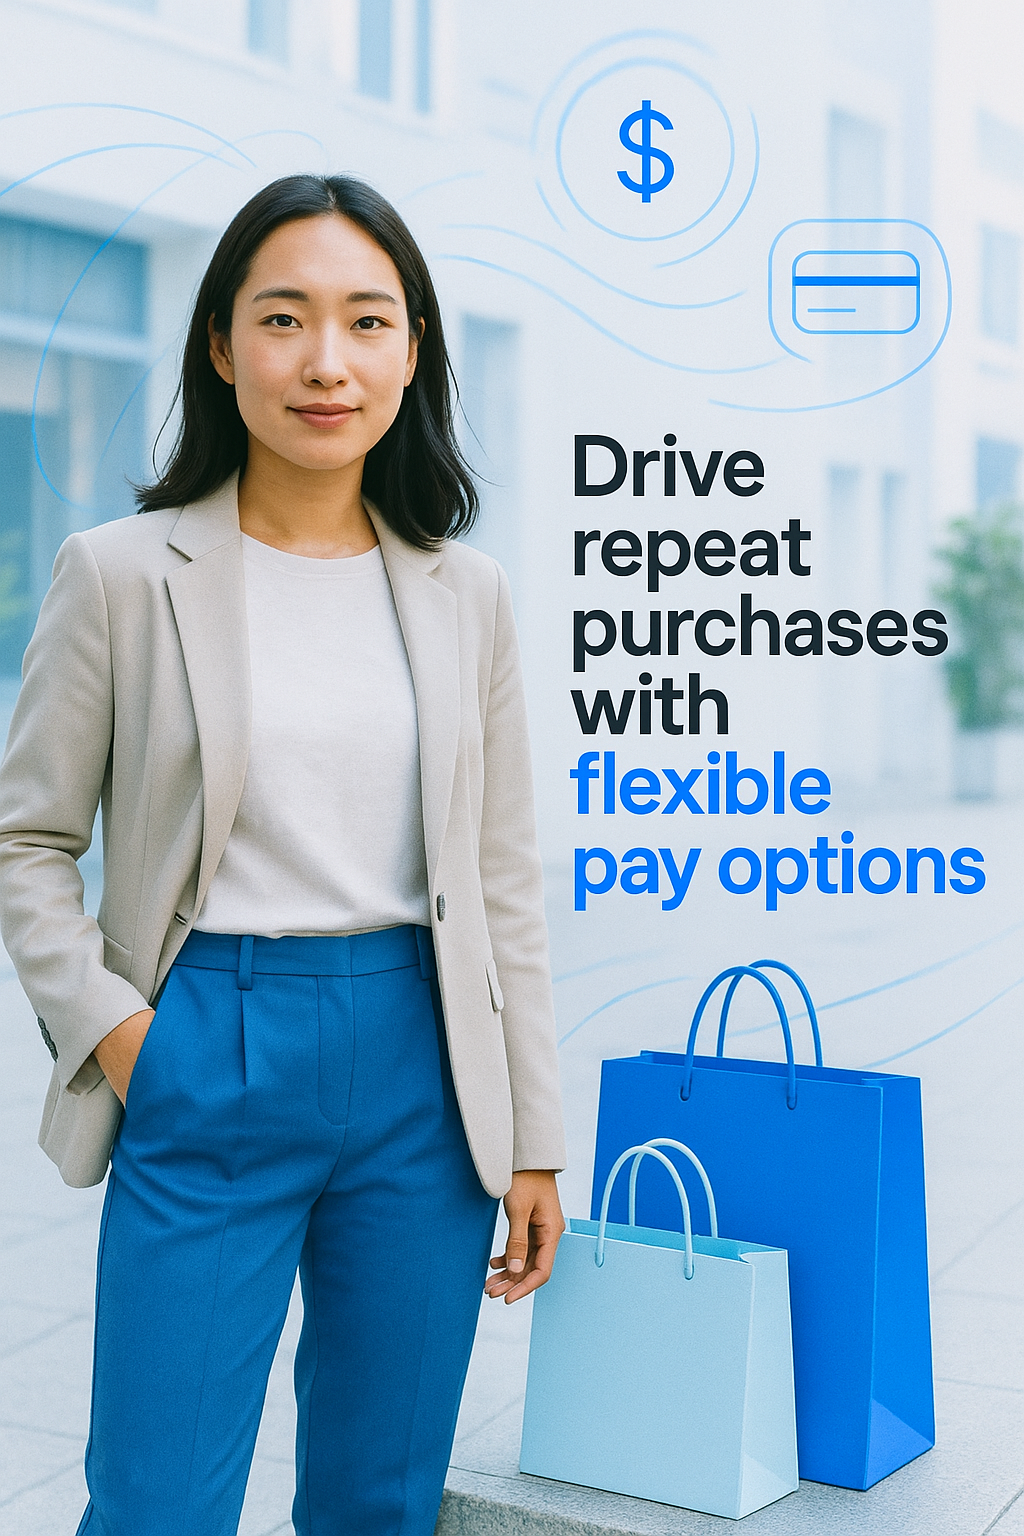 $
Drive
repeat
purchases
with
flexible
pay options